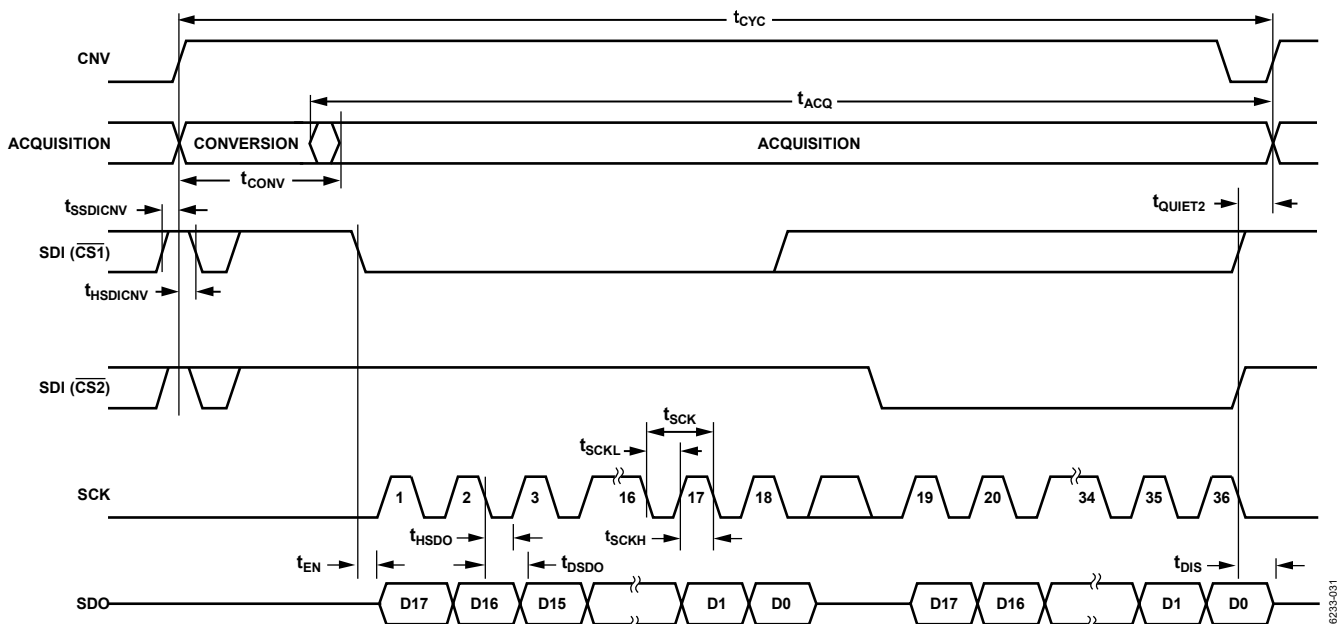 tCYC
CNV
tACQ
ACQUISITION
CONVERSION
ACQUISITION
tCONV
tSSDICNV
tQUIET2
SDI (CS1)
tHSDICNV
SDI (CS2)
tSCK
tSCKL
SCK
1
2
3
16
17
18
19
20
34
35
36
tHSDO
tSCKH
tEN
tDSDO
tDIS
SDO
D17
D16
D15
D1
D0
D17
D16
D1
D0
6233-031